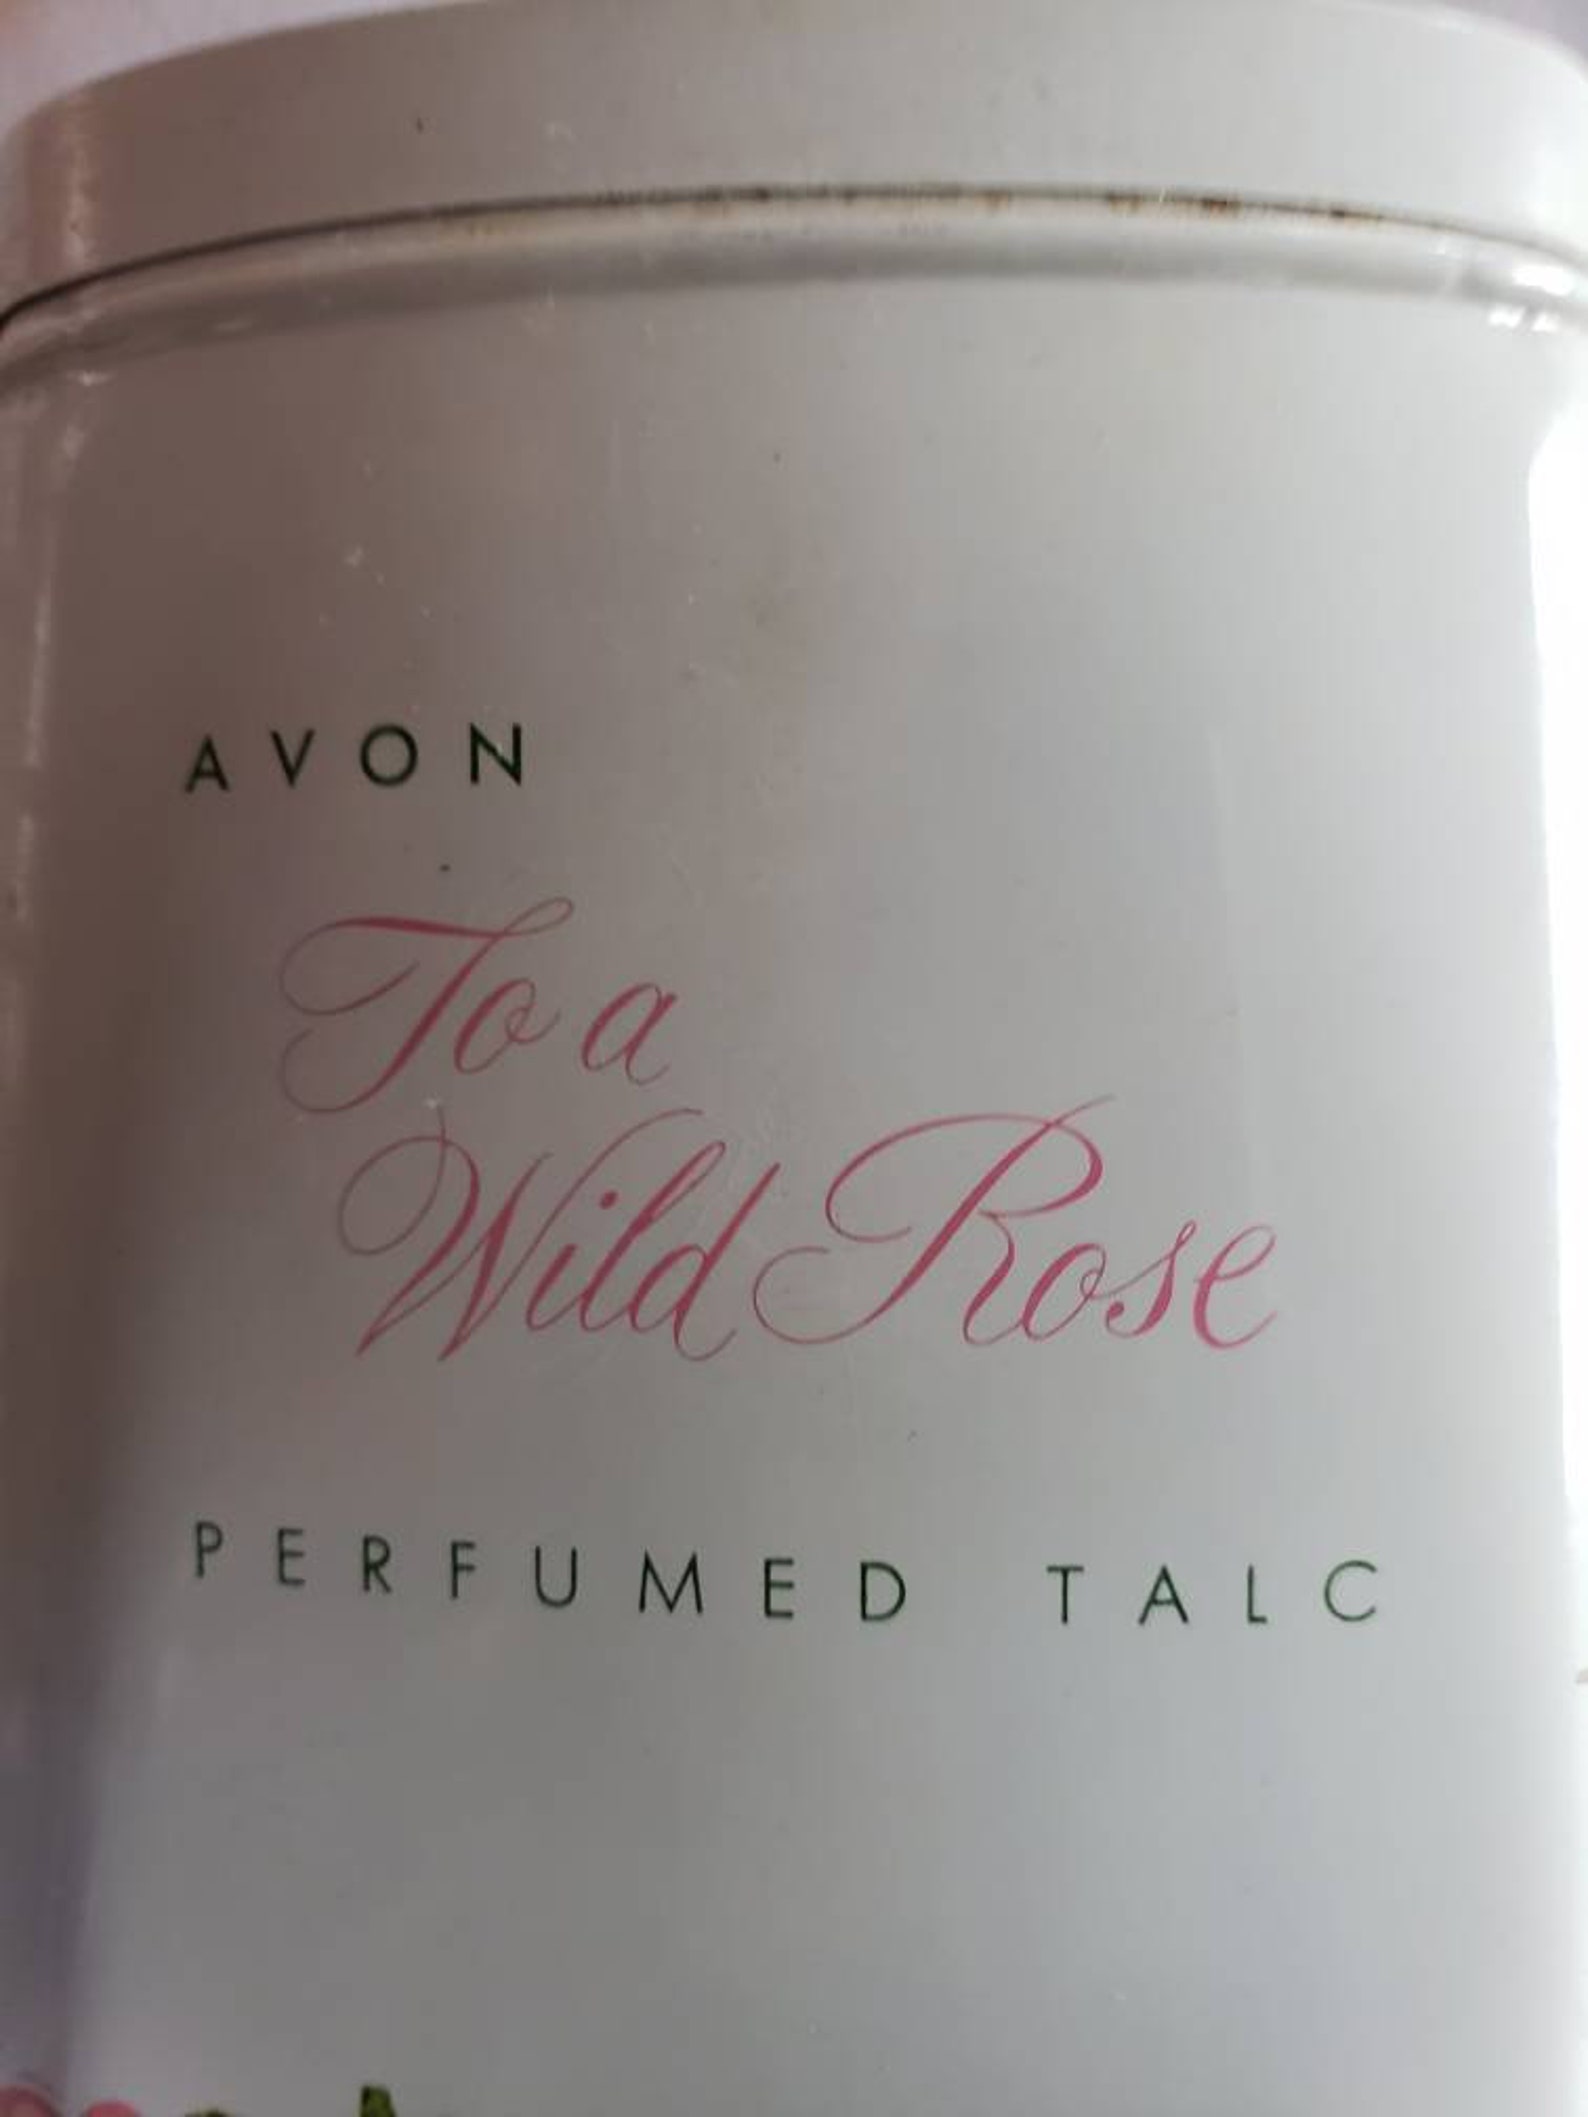 AVON
To a
Wild Rose
PERFUMED TALC